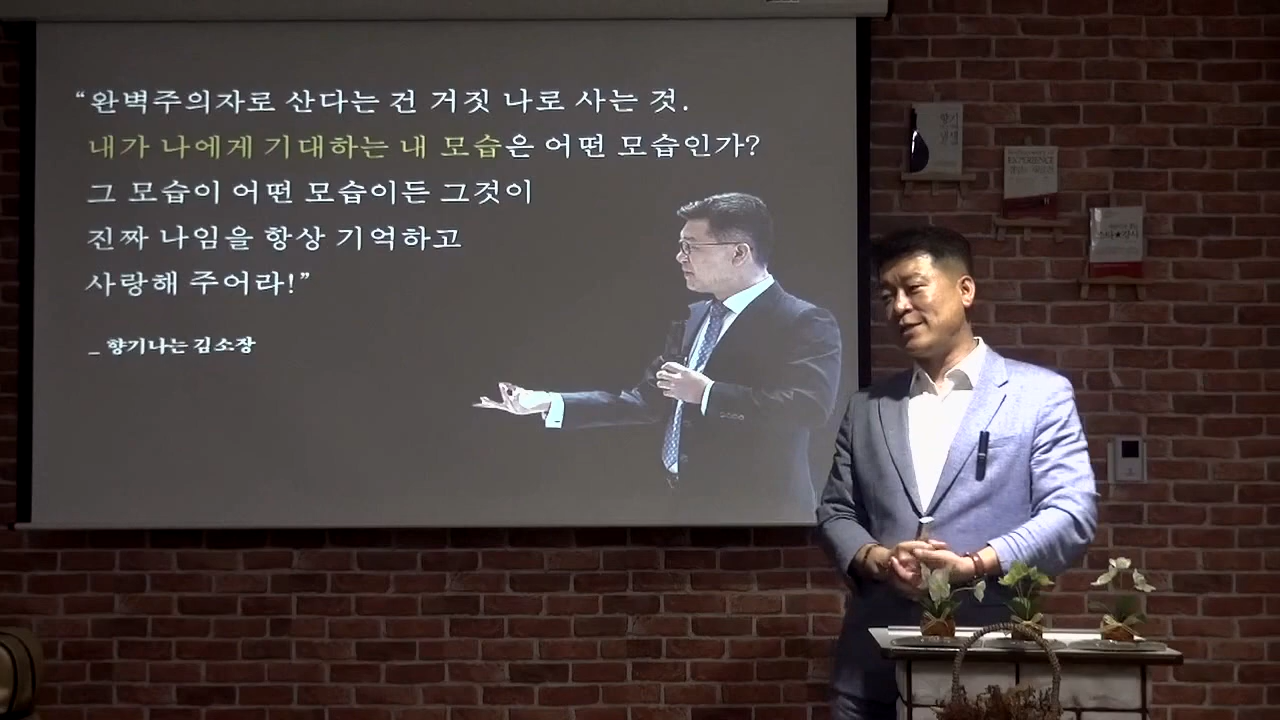 “완벽주의자로 산다는 건 거짓 나로 사는 것.
내가 나에게 기대하는 내 모습은 어떤 모습인가?
그 모습이 어떤 모습이든 그것이
진짜 나임을 항상 기억하고
사랑해 주어라!”
_ 향기나는 김소장
EXPERIENCE